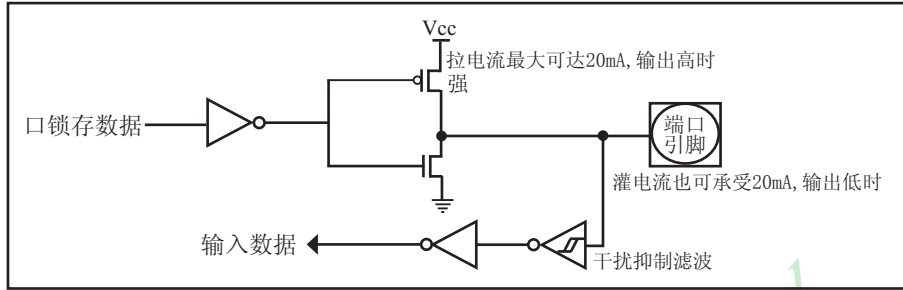 Vcc
拉电流最大可达20mA,输出高时
强
口锁存数据
端口
引脚
灌电流也可承受20mA,输出低时
输入数据
干扰抑制滤波